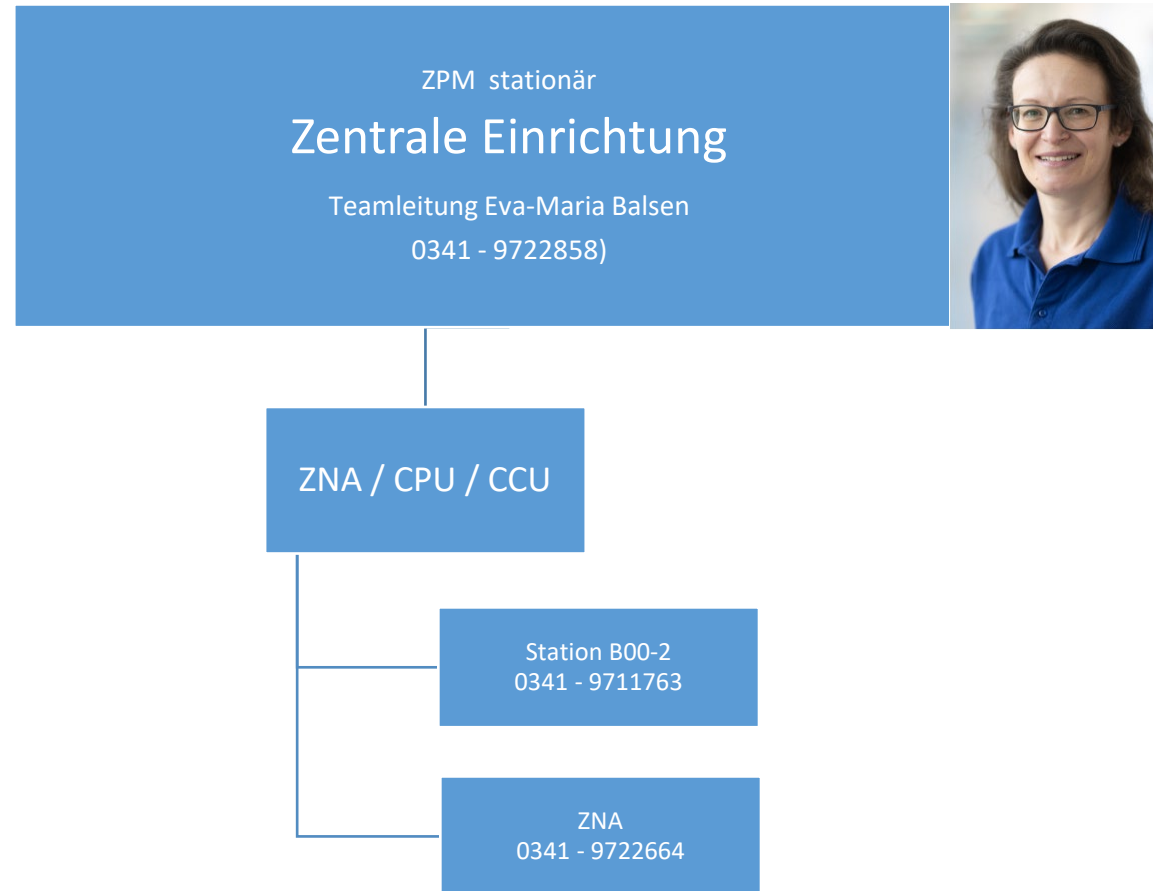 ZPM stationär
Zentrale Einrichtung
Teamleitung Eva-Maria Balsen
0341 - 9722858)
ZNA / CPU / CCU
Station B00-2
0341 - 9711763
ZNA
0341 - 9722664